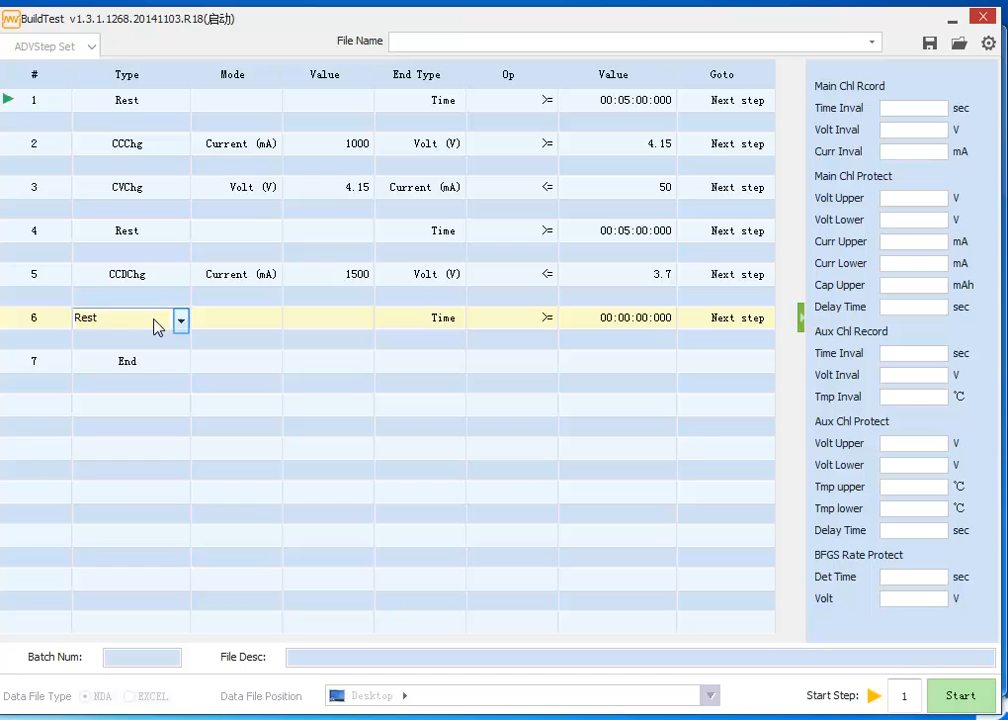 BuildTest v1.3.1.1268.20141103.R18(启动)
ADVStep Set
File Name
# Type Mode Value End Type Op Value Goto
1 Rest Time >= 00:05:00:000 Next step
2 CCChg Current (mA) 1000 Volt (V) >= 4.15 Next step
3 CVChg Volt (V) 4.15 Current (mA) <= 50 Next step
4 Rest Time >= 00:05:00:000 Next step
5 CCDChg Current (mA) 1500 Volt (V) <= 3.7 Next step
6 Rest Time >= 00:00:00:000 Next step
7 End
Main Chl Rcord
Time Inval sec
Volt Inval V
Curr Inval mA
Main Chl Protect
Volt Upper V
Volt Lower V
Curr Upper mA
Curr Lower mA
Cap Upper mAh
Delay Time sec
Aux Chl Record
Time Inval sec
Volt Inval V
Tmp Inval ℃
Aux Chl Protect
Volt Upper V
Volt Lower V
Tmp upper ℃
Tmp lower ℃
Delay Time sec
BFGS Rate Protect
Det Time sec
Volt V
Batch Num: File Desc:
Data File Type NDA EXCEL Data File Position Desktop Start Step: 1 Start